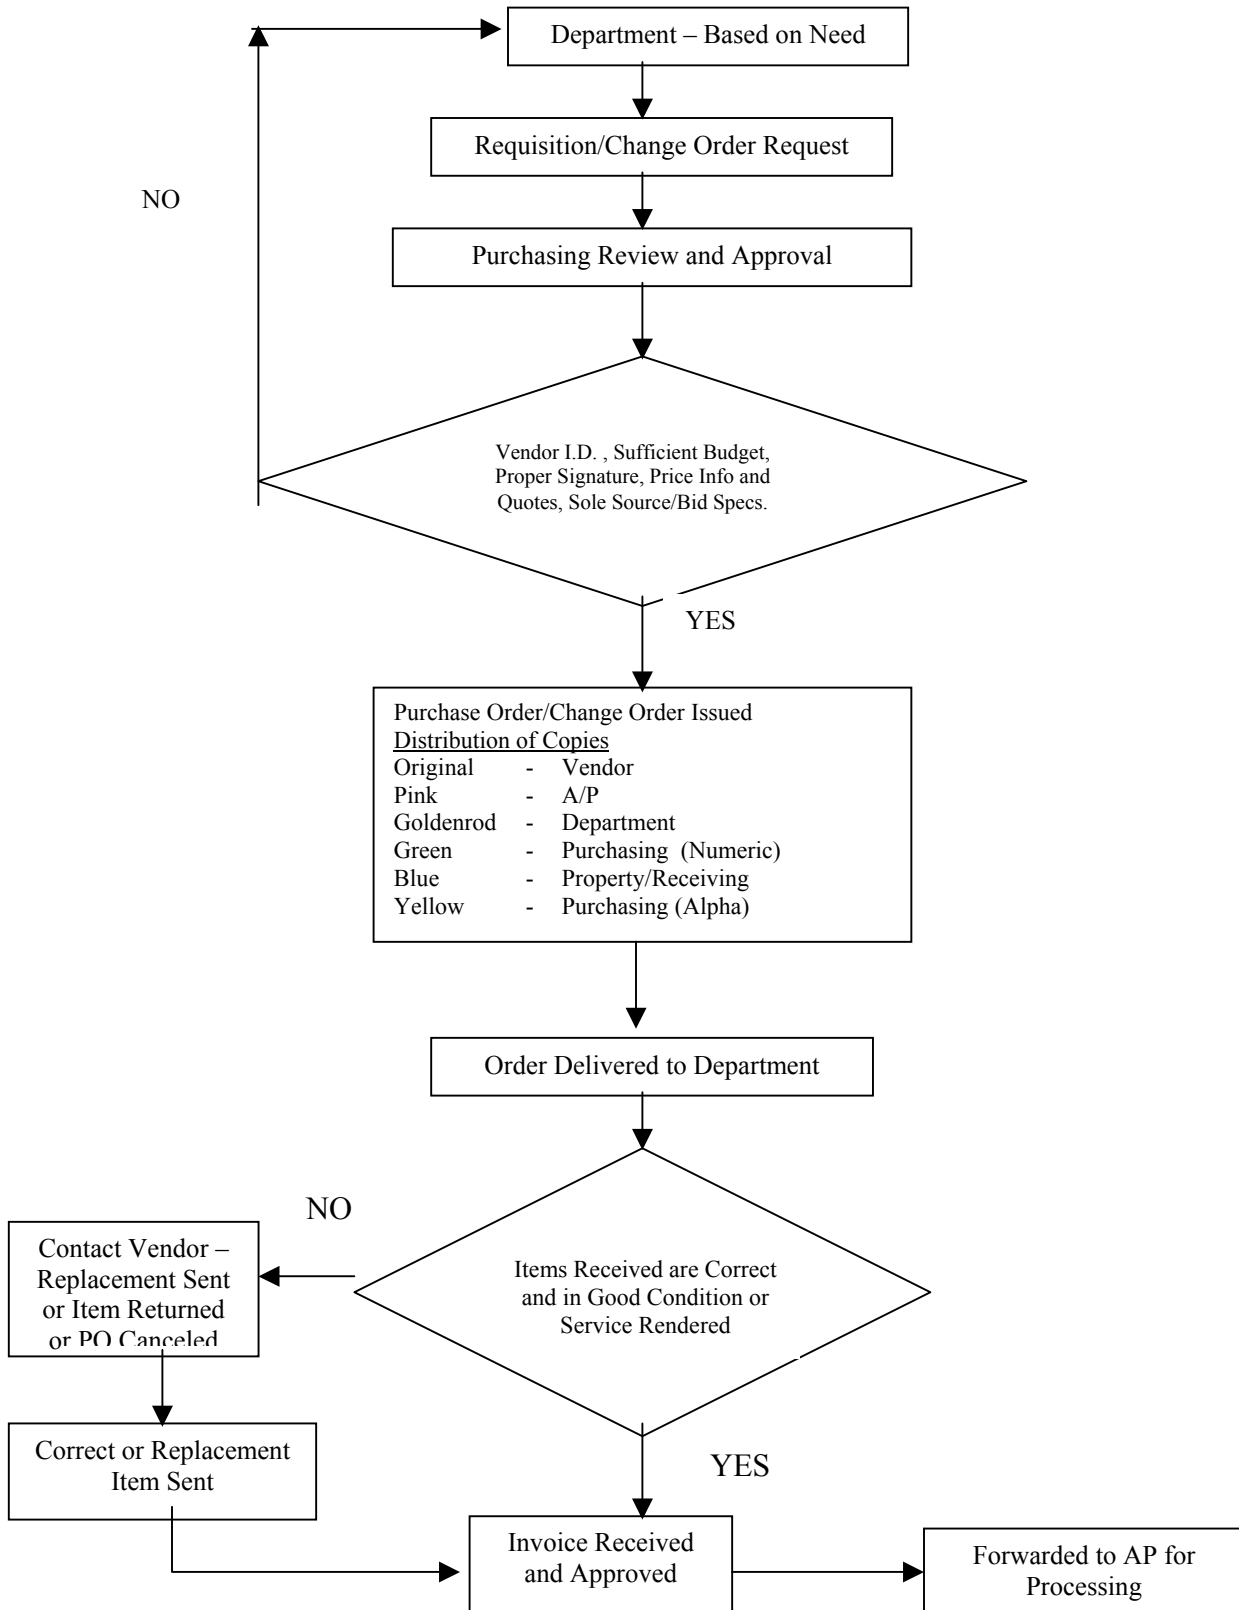 Department – Based on Need
Requisition/Change Order Request
NO
Purchasing Review and Approval
Vendor I.D. , Sufficient Budget,
Proper Signature, Price Info and
Quotes, Sole Source/Bid Specs.
YES
Purchase Order/Change Order Issued
Distribution of Copies
Original - Vendor
Pink - A/P
Goldenrod - Department
Green - Purchasing (Numeric)
Blue - Property/Receiving
Yellow - Purchasing (Alpha)
Order Delivered to Department
NO
Contact Vendor –
Replacement Sent
or Item Returned
or PO Canceled
Items Received are Correct
and in Good Condition or
Service Rendered
Correct or Replacement
Item Sent
YES
Invoice Received
and Approved
Forwarded to AP for
Processing